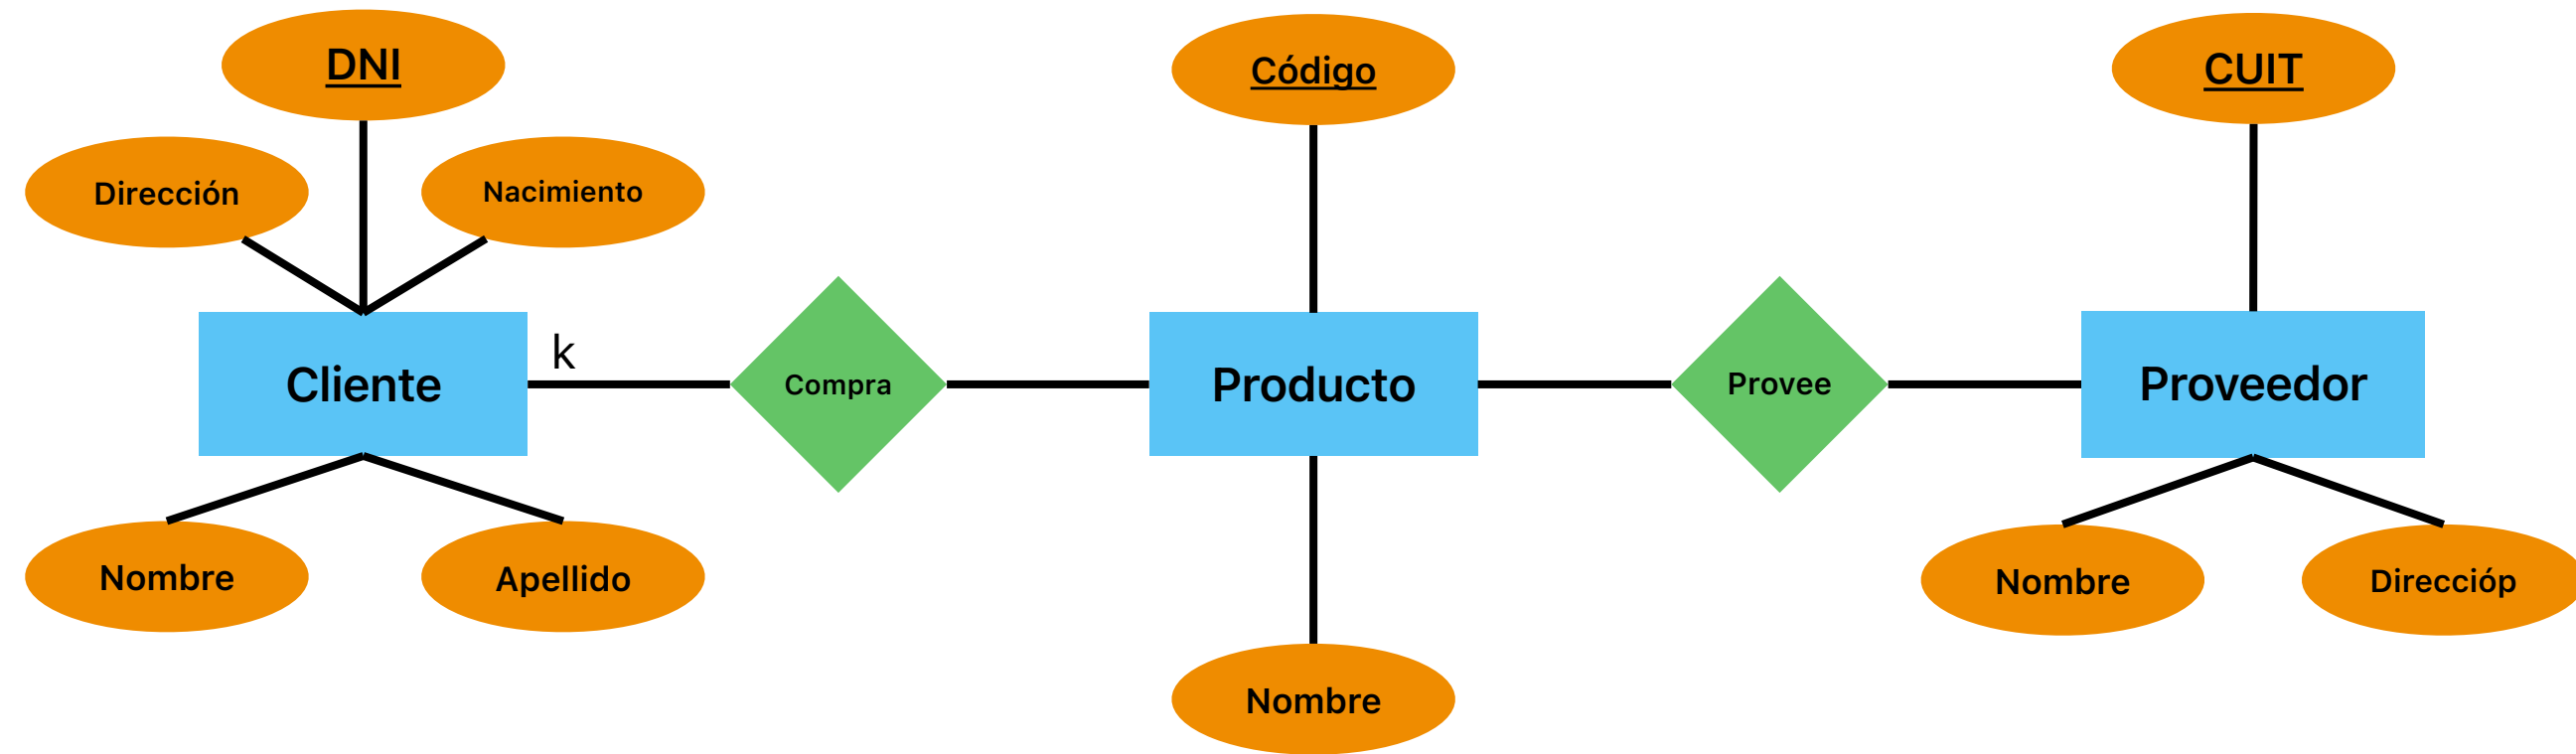 DNI
Código
CUIT
Dirección
Nacimiento
k
Cliente
Compra
Producto
Provee
Proveedor
Nombre
Apellido
Nombre
Direccióp
Nombre